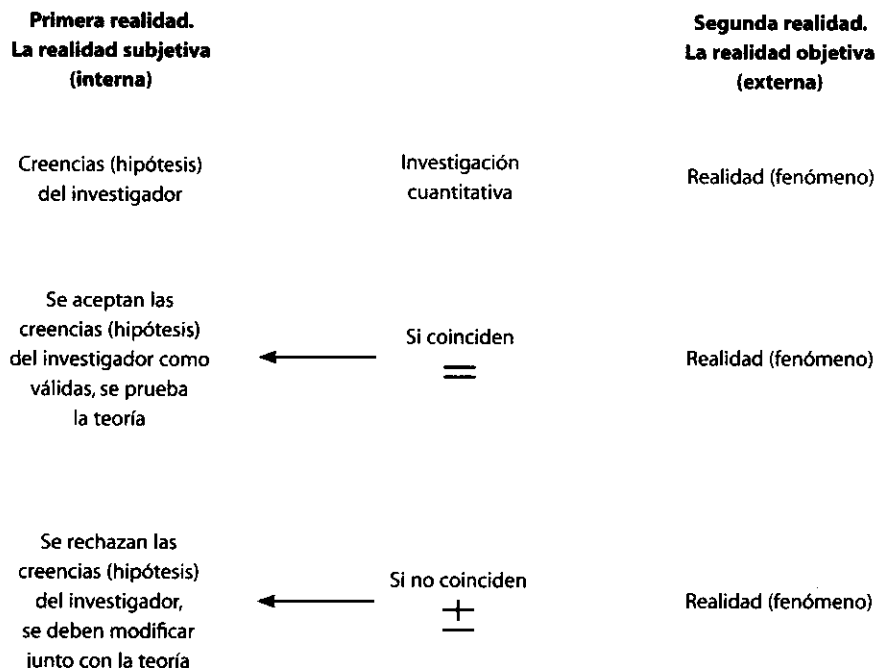 Primera realidad.
La realidad subjetiva
(interna)
Segunda realidad.
La realidad objetiva
(externa)
Creencias (hipótesis)
del investigador
Investigación
cuantitativa
Realidad (fenómeno)
Se aceptan las
creencias (hipótesis)
del investigador como
válidas, se prueba
la teoría
Si coinciden
=
Realidad (fenómeno)
Se rechazan las
creencias (hipótesis)
del investigador,
se deben modificar
junto con la teoría
Si no coinciden
±
Realidad (fenómeno)